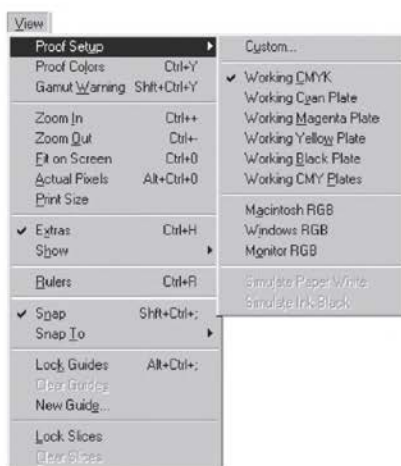 View
Proof Setup
Proof Colors Ctrl+Y
Gamut Warning Shft+Ctrl+Y
Zoom In Ctrl++
Zoom Out Ctrl+-
Fit on Screen Ctrl+0
Actual Pixels Alt+Ctrl+0
Print Size
Extras Ctrl+H
Show
Rulers Ctrl+R
Snap Shft+Ctrl+;
Snap To
Lock Guides Alt+Ctrl+;
Clear Guides
New Guide...
Lock Slices
Clear Slices
Custom...
Working CMYK
Working Cyan Plate
Working Magenta Plate
Working Yellow Plate
Working Black Plate
Working CMY Plates
Macintosh RGB
Windows RGB
Monitor RGB
Simulate Paper White
Simulate Ink Black